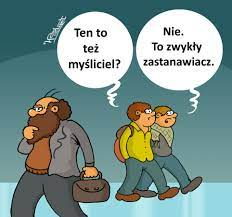 Ten to
też
myśliciel?
Nie.
To zwykły
zastanawiacz.